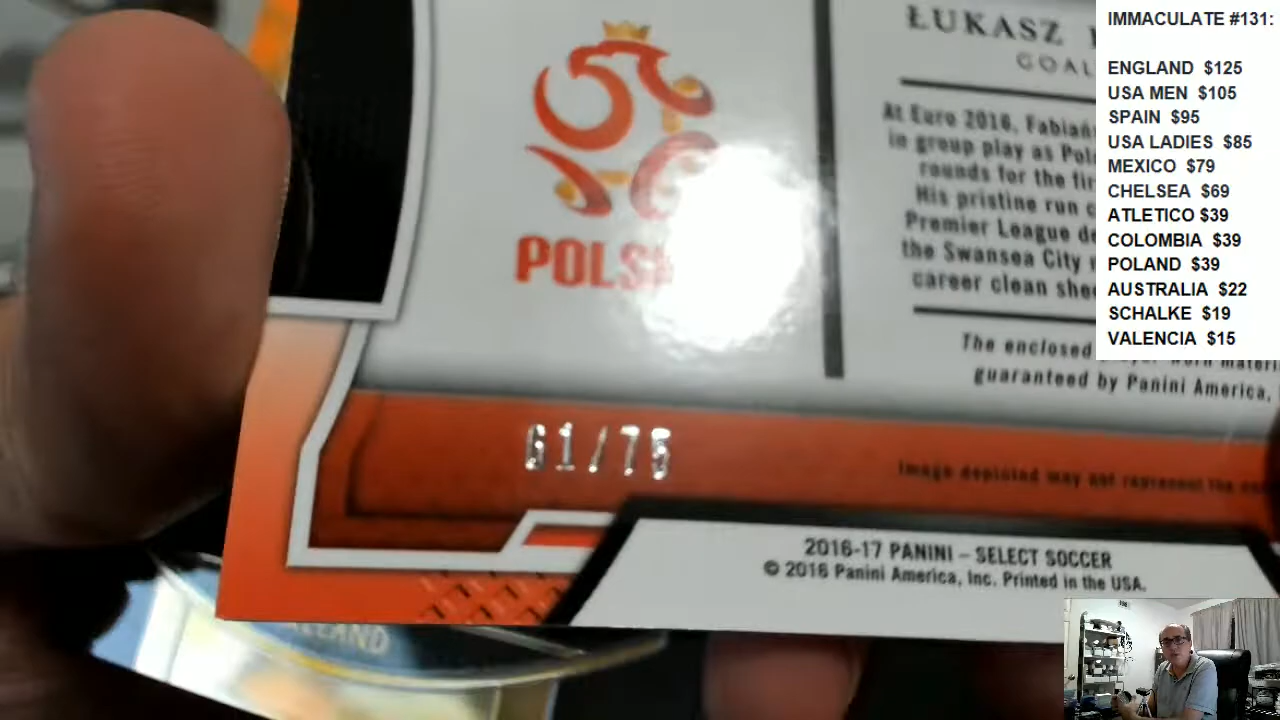 IMMACULATE #131:
ENGLAND $125
USA MEN $105
SPAIN $95
USA LADIES $85
MEXICO $79
CHELSEA $69
ATLETICO $39
COLOMBIA $39
POLAND $39
AUSTRALIA $22
SCHALKE $19
VALENCIA $15
ŁUKASZ
GOAL
At Euro 2016, Fabiań
in group play as Pol
rounds for the fir
His pristine run
Premier League de
the Swansea City
career clean shee
The enclosed player-worn materi
guaranteed by Panini America,
POLS
61/75
Image depicted may not represent the
2016-17 PANINI – SELECT SOCCER
© 2016 Panini America, Inc. Printed in the USA.